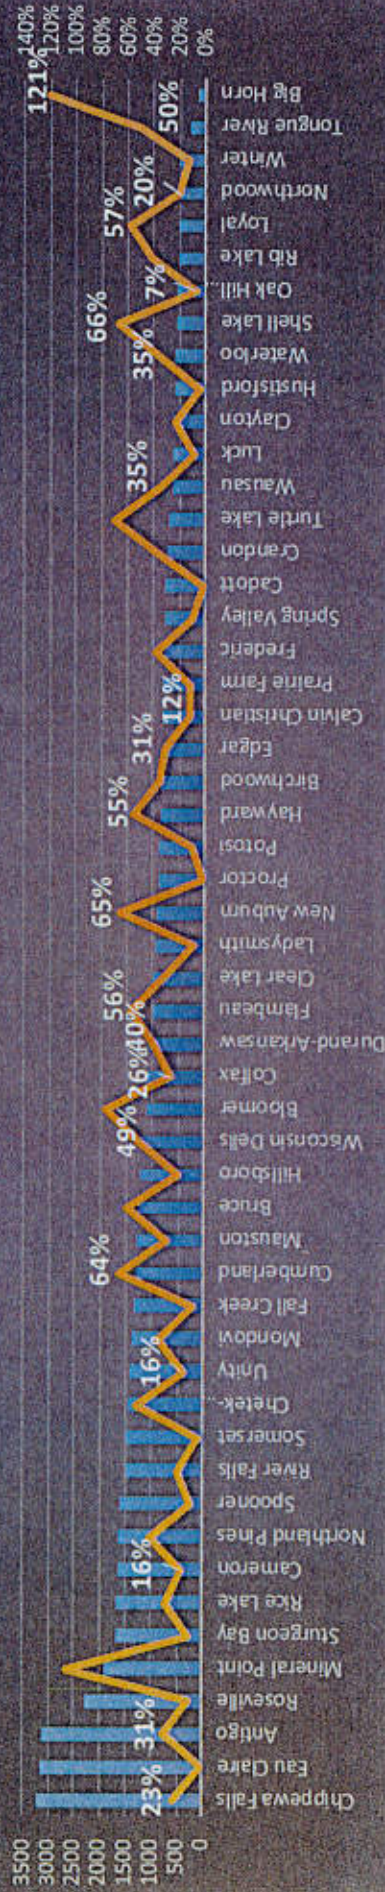 3500
3000
2500
2000
1500
1000
500
0
140%
120%
100%
80%
60%
40%
20%
0%
23%
31%
16%
16%
64%
49%
26%
40%
56%
65%
55%
31%
12%
35%
35%
66%
7%
57%
20%
50%
121%
Chippewa Falls
Eau Claire
Antigo
Roseville
Mineral Point
Sturgeon Bay
Rice Lake
Cameron
Northland Pines
Spooner
River Falls
Somerset
Chetek-...
Unity
Mondovi
Fall Creek
Cumberland
Mauston
Bruce
Hillsboro
Wisconsin Dells
Bloomer
Colfax
Durand-Arkansaw
Flambeau
Clear Lake
Ladysmith
New Auburn
Proctor
Potosi
Hayward
Birchwood
Edgar
Calvin Christian
Prairie Farm
Frederic
Spring Valley
Cadott
Crandon
Turtle Lake
Wausau
Luck
Clayton
Hustisford
Waterloo
Shell Lake
Oak Hill...
Rib Lake
Loyal
Northwood
Winter
Tongue River
Big Horn